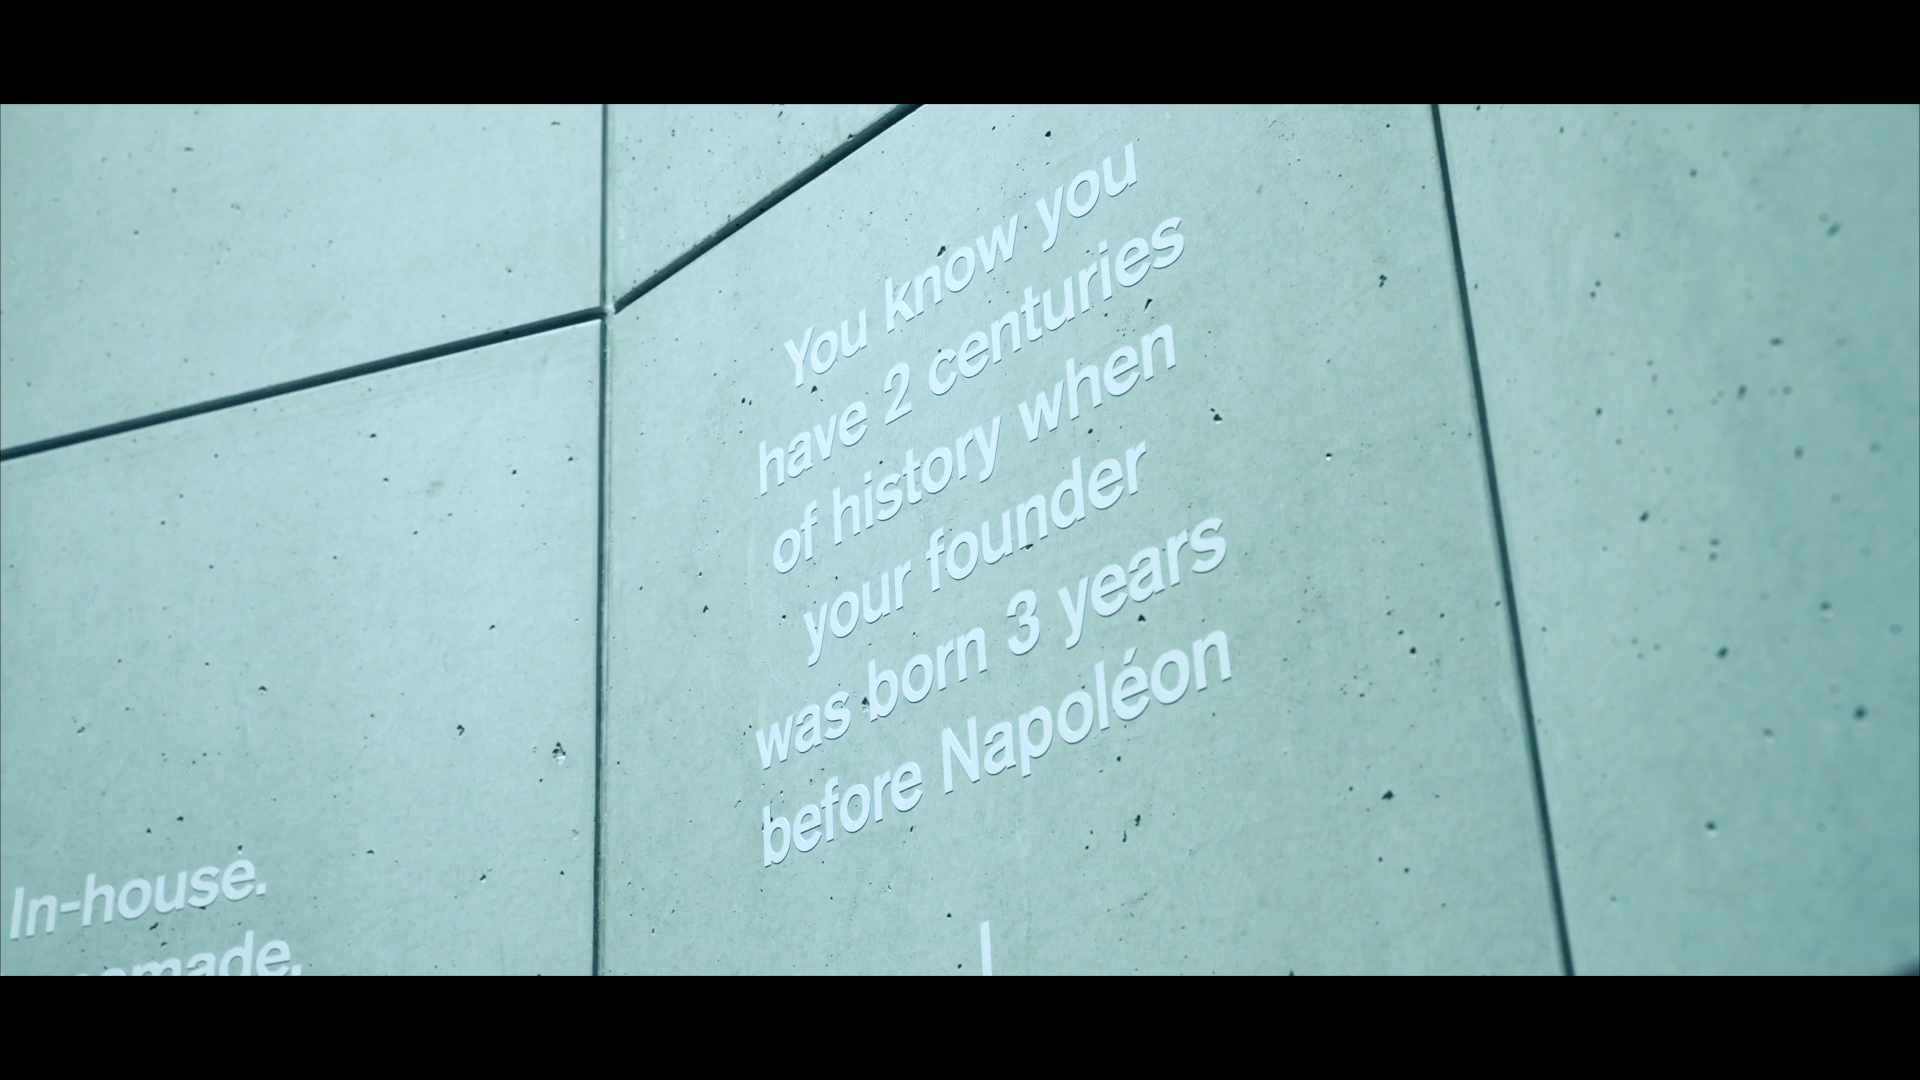 You know you
have 2 centuries
of history when
your founder
was born 3 years
before Napoléon
In-house.